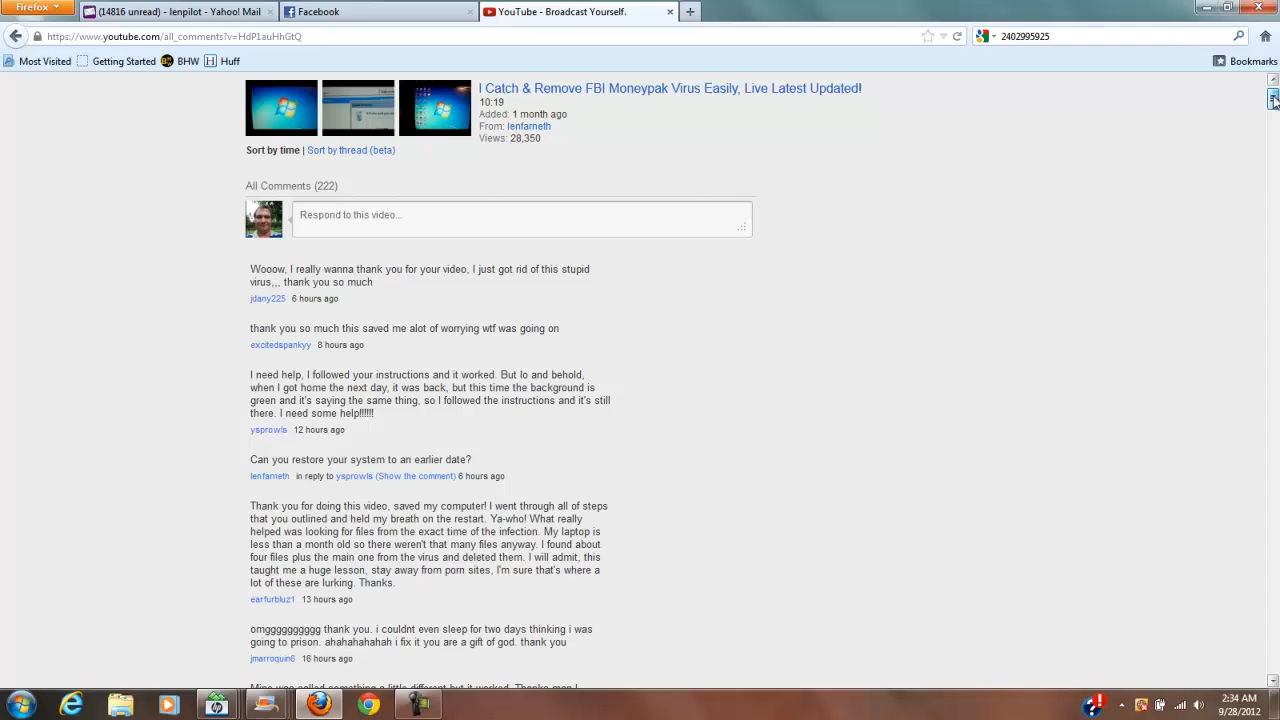 Firefox
(14816 unread) - lenpilot - Yahoo! Mail
Facebook
YouTube - Broadcast Yourself.
https://www.youtube.com/all_comments?v=HdP1auHhGtQ
2402995925
Most Visited
Getting Started
BHW
Huff
Bookmarks
I Catch & Remove FBI Moneypak Virus Easily, Live Latest Updated!
10:19
Added: 1 month ago
From: lenfarneth
Views: 28,350
Sort by time | Sort by thread (beta)
All Comments (222)
Respond to this video...
Wooow, I really wanna thank you for your video, I just got rid of this stupid
virus,,, thank you so much
jdany225 6 hours ago
thank you so much this saved me alot of worrying wtf was going on
excitedspankyy 8 hours ago
I need help, I followed your instructions and it worked. But lo and behold,
when I got home the next day, it was back, but this time the background is
green and it's saying the same thing, so I followed the instructions and it's still
there. I need some help!!!!!!
ysprowls 12 hours ago
Can you restore your system to an earlier date?
lenfarneth in reply to ysprowls (Show the comment) 6 hours ago
Thank you for doing this video, saved my computer! I went through all of steps
that you outlined and held my breath on the restart. Ya-who! What really
helped was looking for files from the exact time of the infection. My laptop is
less than a month old so there weren't that many files anyway. I found about
four files plus the main one from the virus and deleted them. I will admit, this
taught me a huge lesson, stay away from porn sites, I'm sure that's where a
lot of these are lurking. Thanks.
earfurbluz1 13 hours ago
omgggggggggg thank you. i couldnt even sleep for two days thinking i was
going to prison. ahahahahahah i fix it you are a gift of god. thank you
jmarroquin6 16 hours ago
Mine was called something a little different but it worked. Thanks man I
2:34 AM
9/28/2012